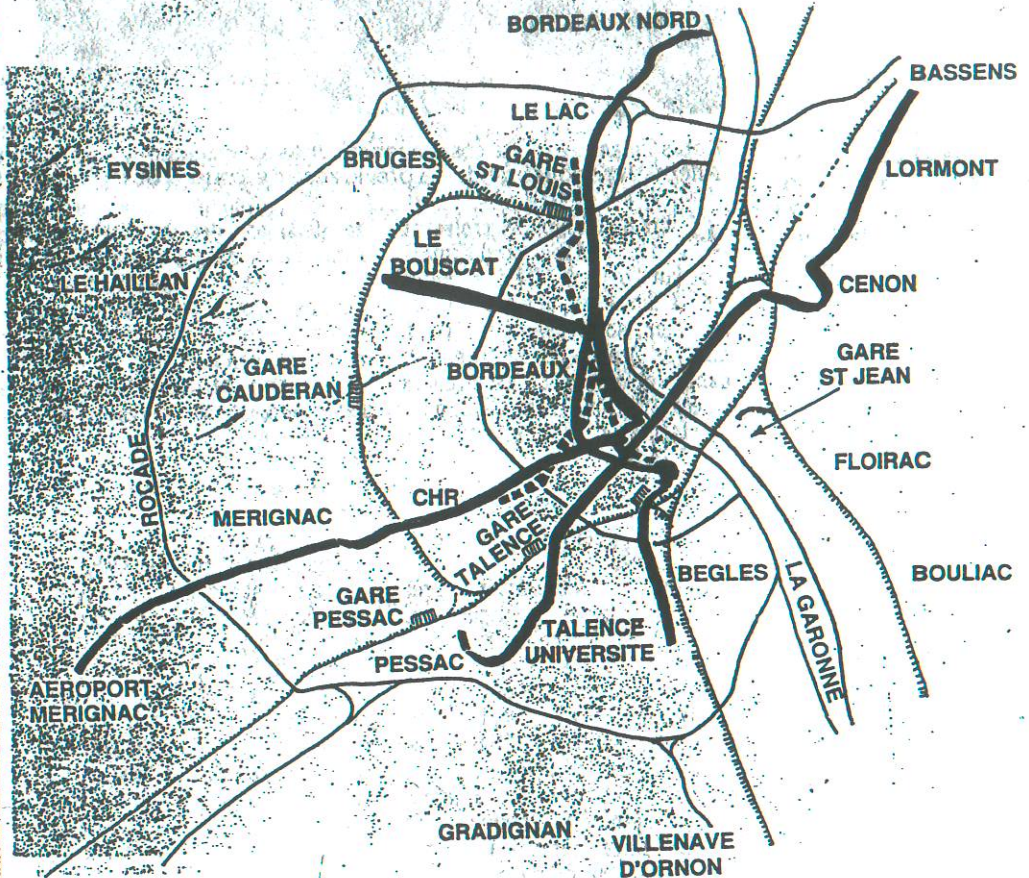 BORDEAUX NORD
BASSENS
LE LAC
EYSINES
BRUGES
GARE
ST LOUIS
LORMONT
LE
BOUSCAT
LE HAILLAN
CENON
GARE
CAUDERAN
BORDEAUX
GARE
ST JEAN
ROCADE
FLOIRAC
MERIGNAC
CHR
GARE
TALENCE
BEGLES
LA GARONNE
BOULIAC
GARE
PESSAC
TALENCE
UNIVERSITE
PESSAC
AEROPORT
MERIGNAC
GRADIGNAN
VILLENAVE
D'ORNON